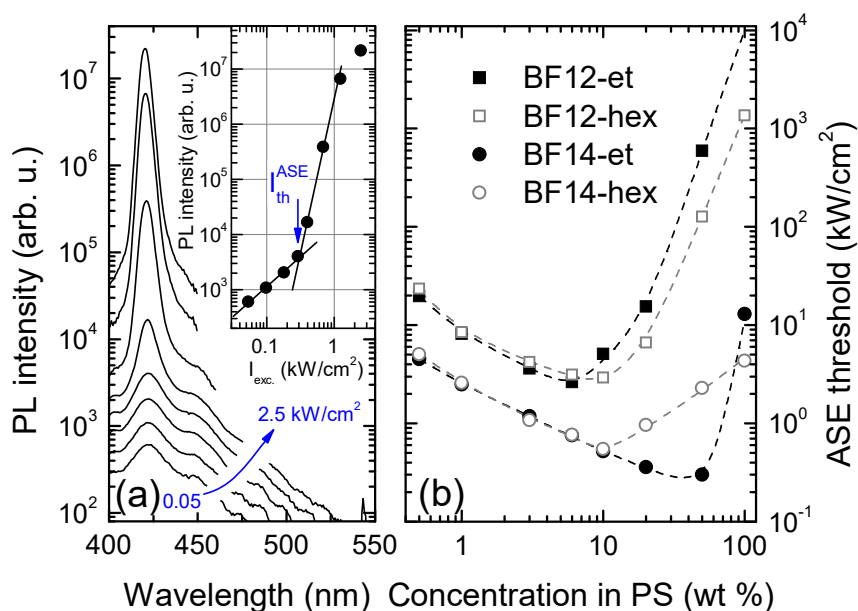 PL intensity (arb. u.)
10^7
10^6
10^5
10^4
10^3
10^2
400
450
500
550
Wavelength (nm)
(a)
0.05
2.5 kW/cm^2
PL intensity (arb. u.)
10^7
10^6
10^5
10^4
10^3
0.1
1
I_exc. (kW/cm^2)
I_th^ASE
(b)
BF12-et
BF12-hex
BF14-et
BF14-hex
1
10
100
Concentration in PS (wt %)
10^4
10^3
10^2
10^1
10^0
10^-1
ASE threshold (kW/cm^2)